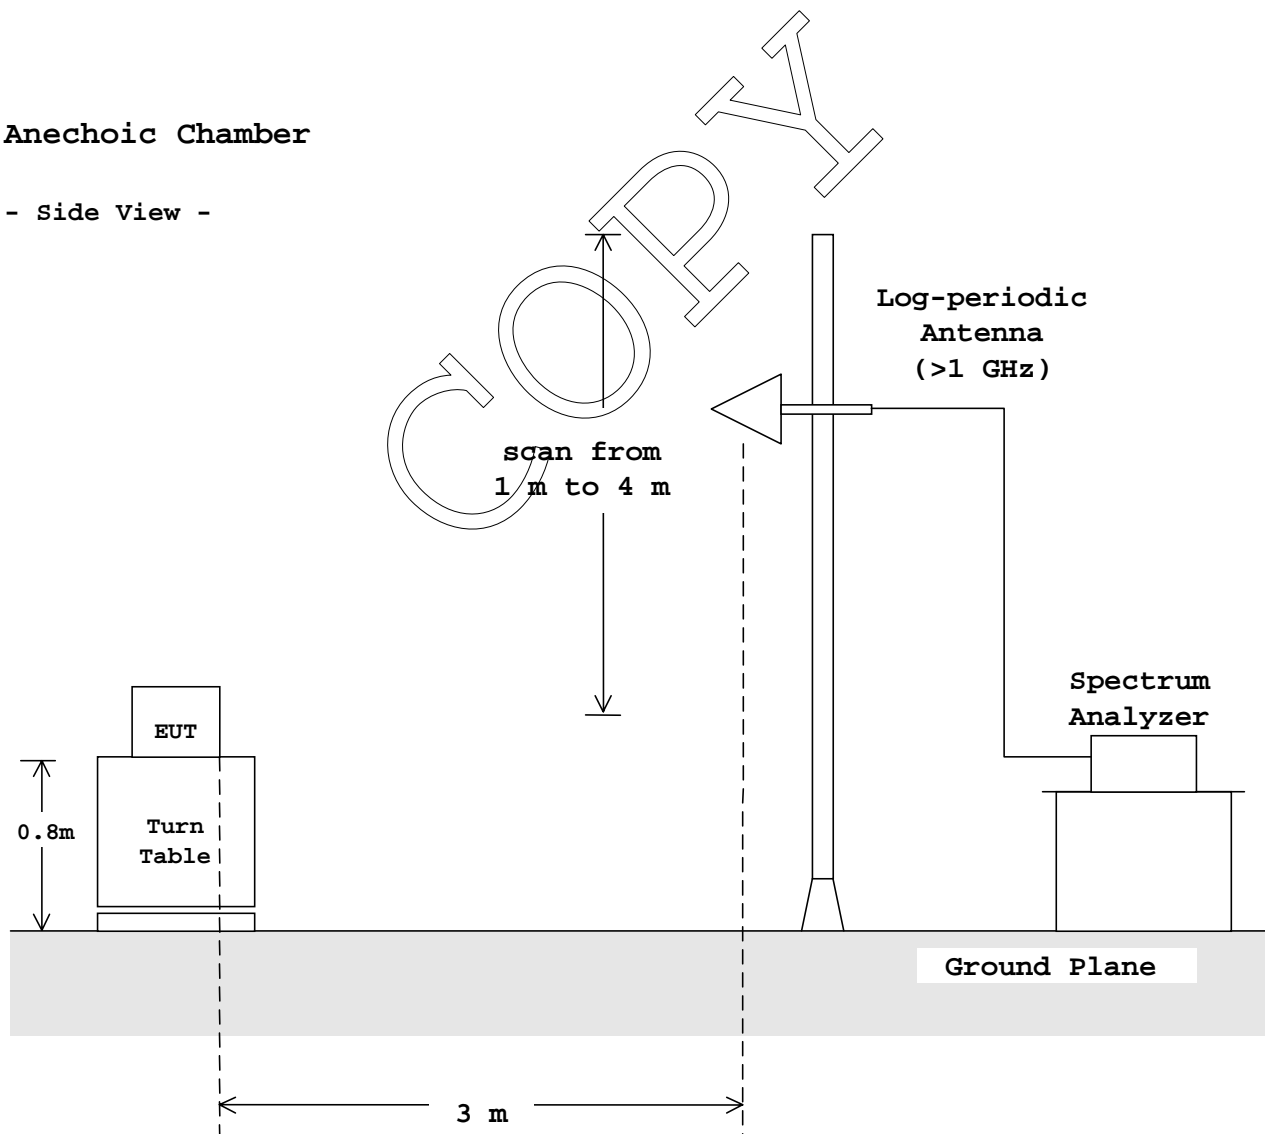 Anechoic Chamber
- Side View -
COPY
Log-periodic
Antenna
(>1 GHz)
scan from
1 m to 4 m
Spectrum
Analyzer
EUT
0.8m
Turn
Table
Ground Plane
3 m